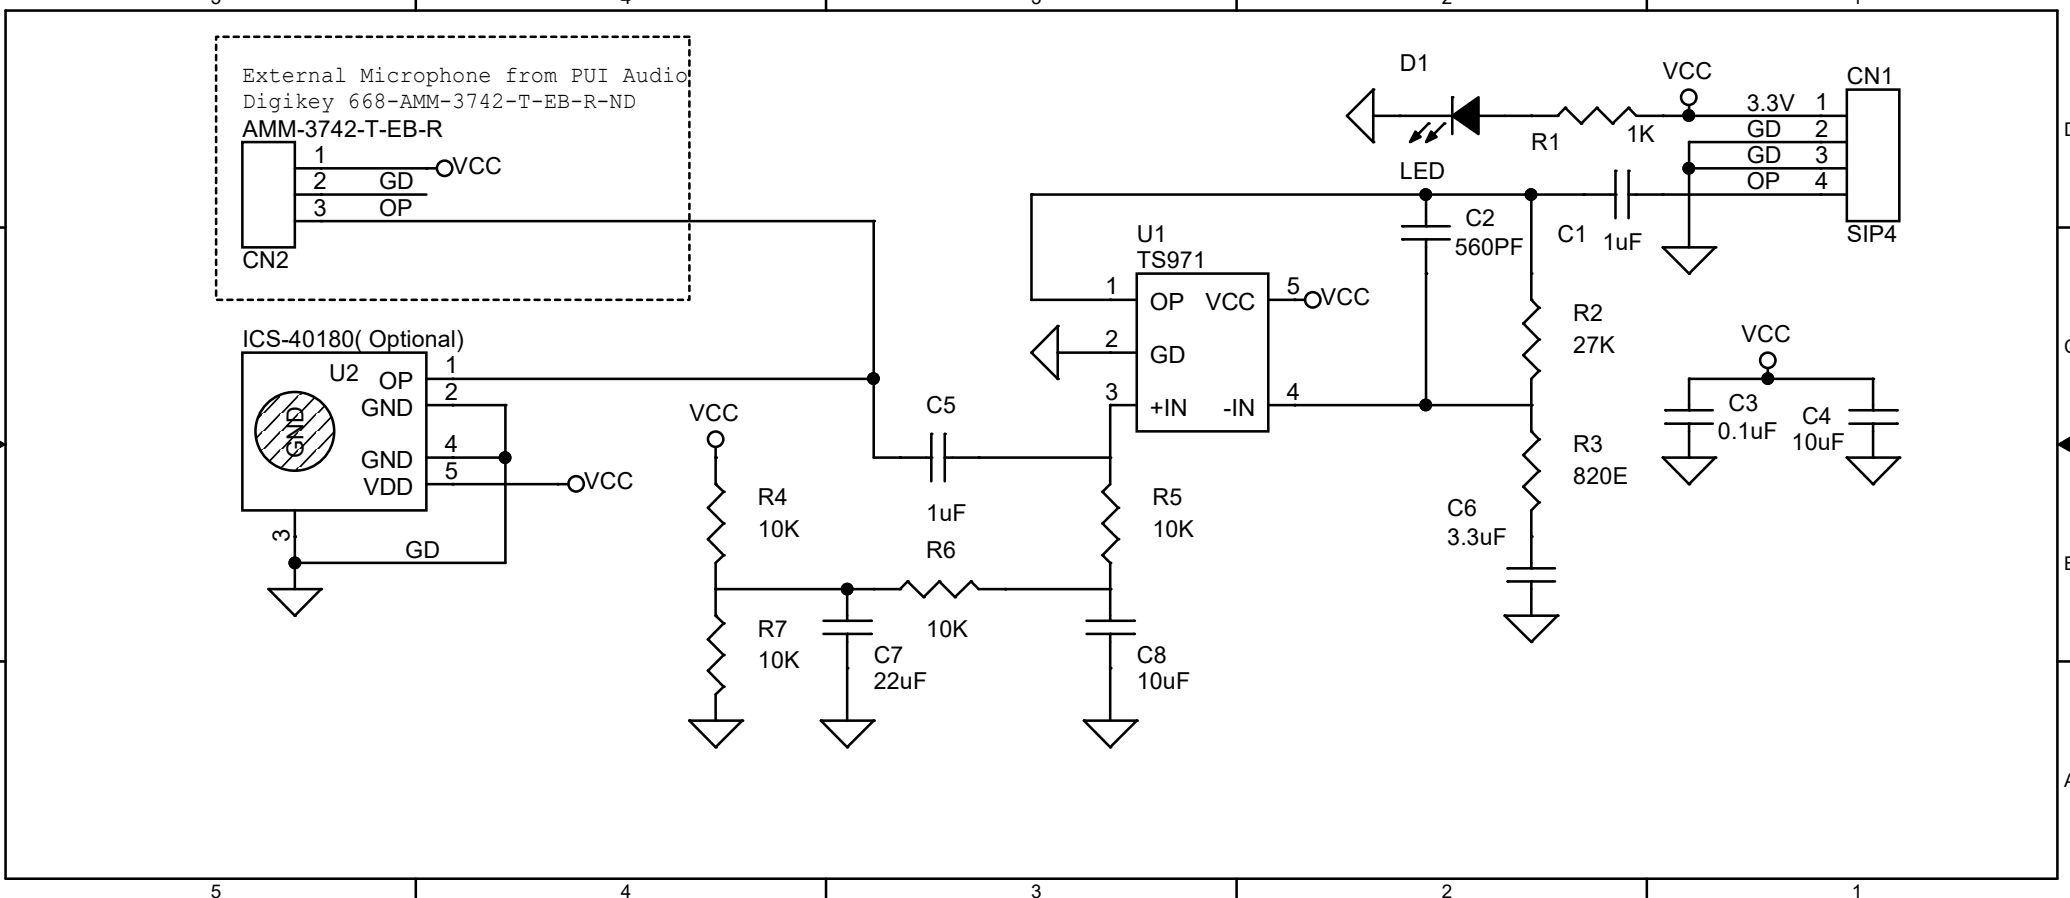 External Microphone from PUI Audio
Digikey 668-AMM-3742-T-EB-R-ND
AMM-3742-T-EB-R
1
VCC
2
GD
3
OP
CN2
ICS-40180( Optional)
U2
OP
1
GND
2
GND
GND
4
VDD
5
VCC
3
GD
VCC
R4
10K
R7
10K
C5
1uF
R6
10K
C7
22uF
R5
10K
C8
10uF
U1
TS971
1
OP
VCC
5
VCC
2
GD
3
+IN
-IN
4
D1
LED
R1
1K
VCC
CN1
3.3V
1
GD
2
GD
3
OP
4
SIP4
C2
560PF
C1
1uF
R2
27K
R3
820E
C6
3.3uF
VCC
C3
0.1uF
C4
10uF
5
4
3
2
1